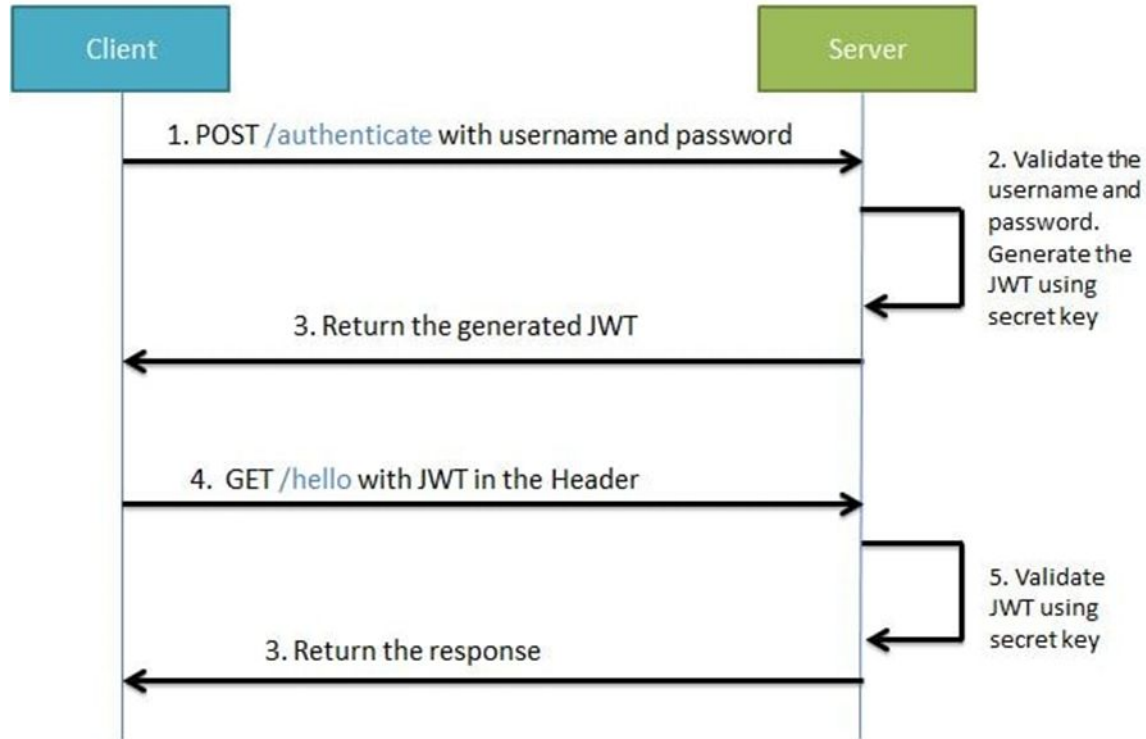 Client
Server
1. POST /authenticate with username and password
2. Validate the
username and
password.
Generate the
JWT using
secret key
3. Return the generated JWT
4. GET /hello with JWT in the Header
5. Validate
JWT using
secret key
3. Return the response